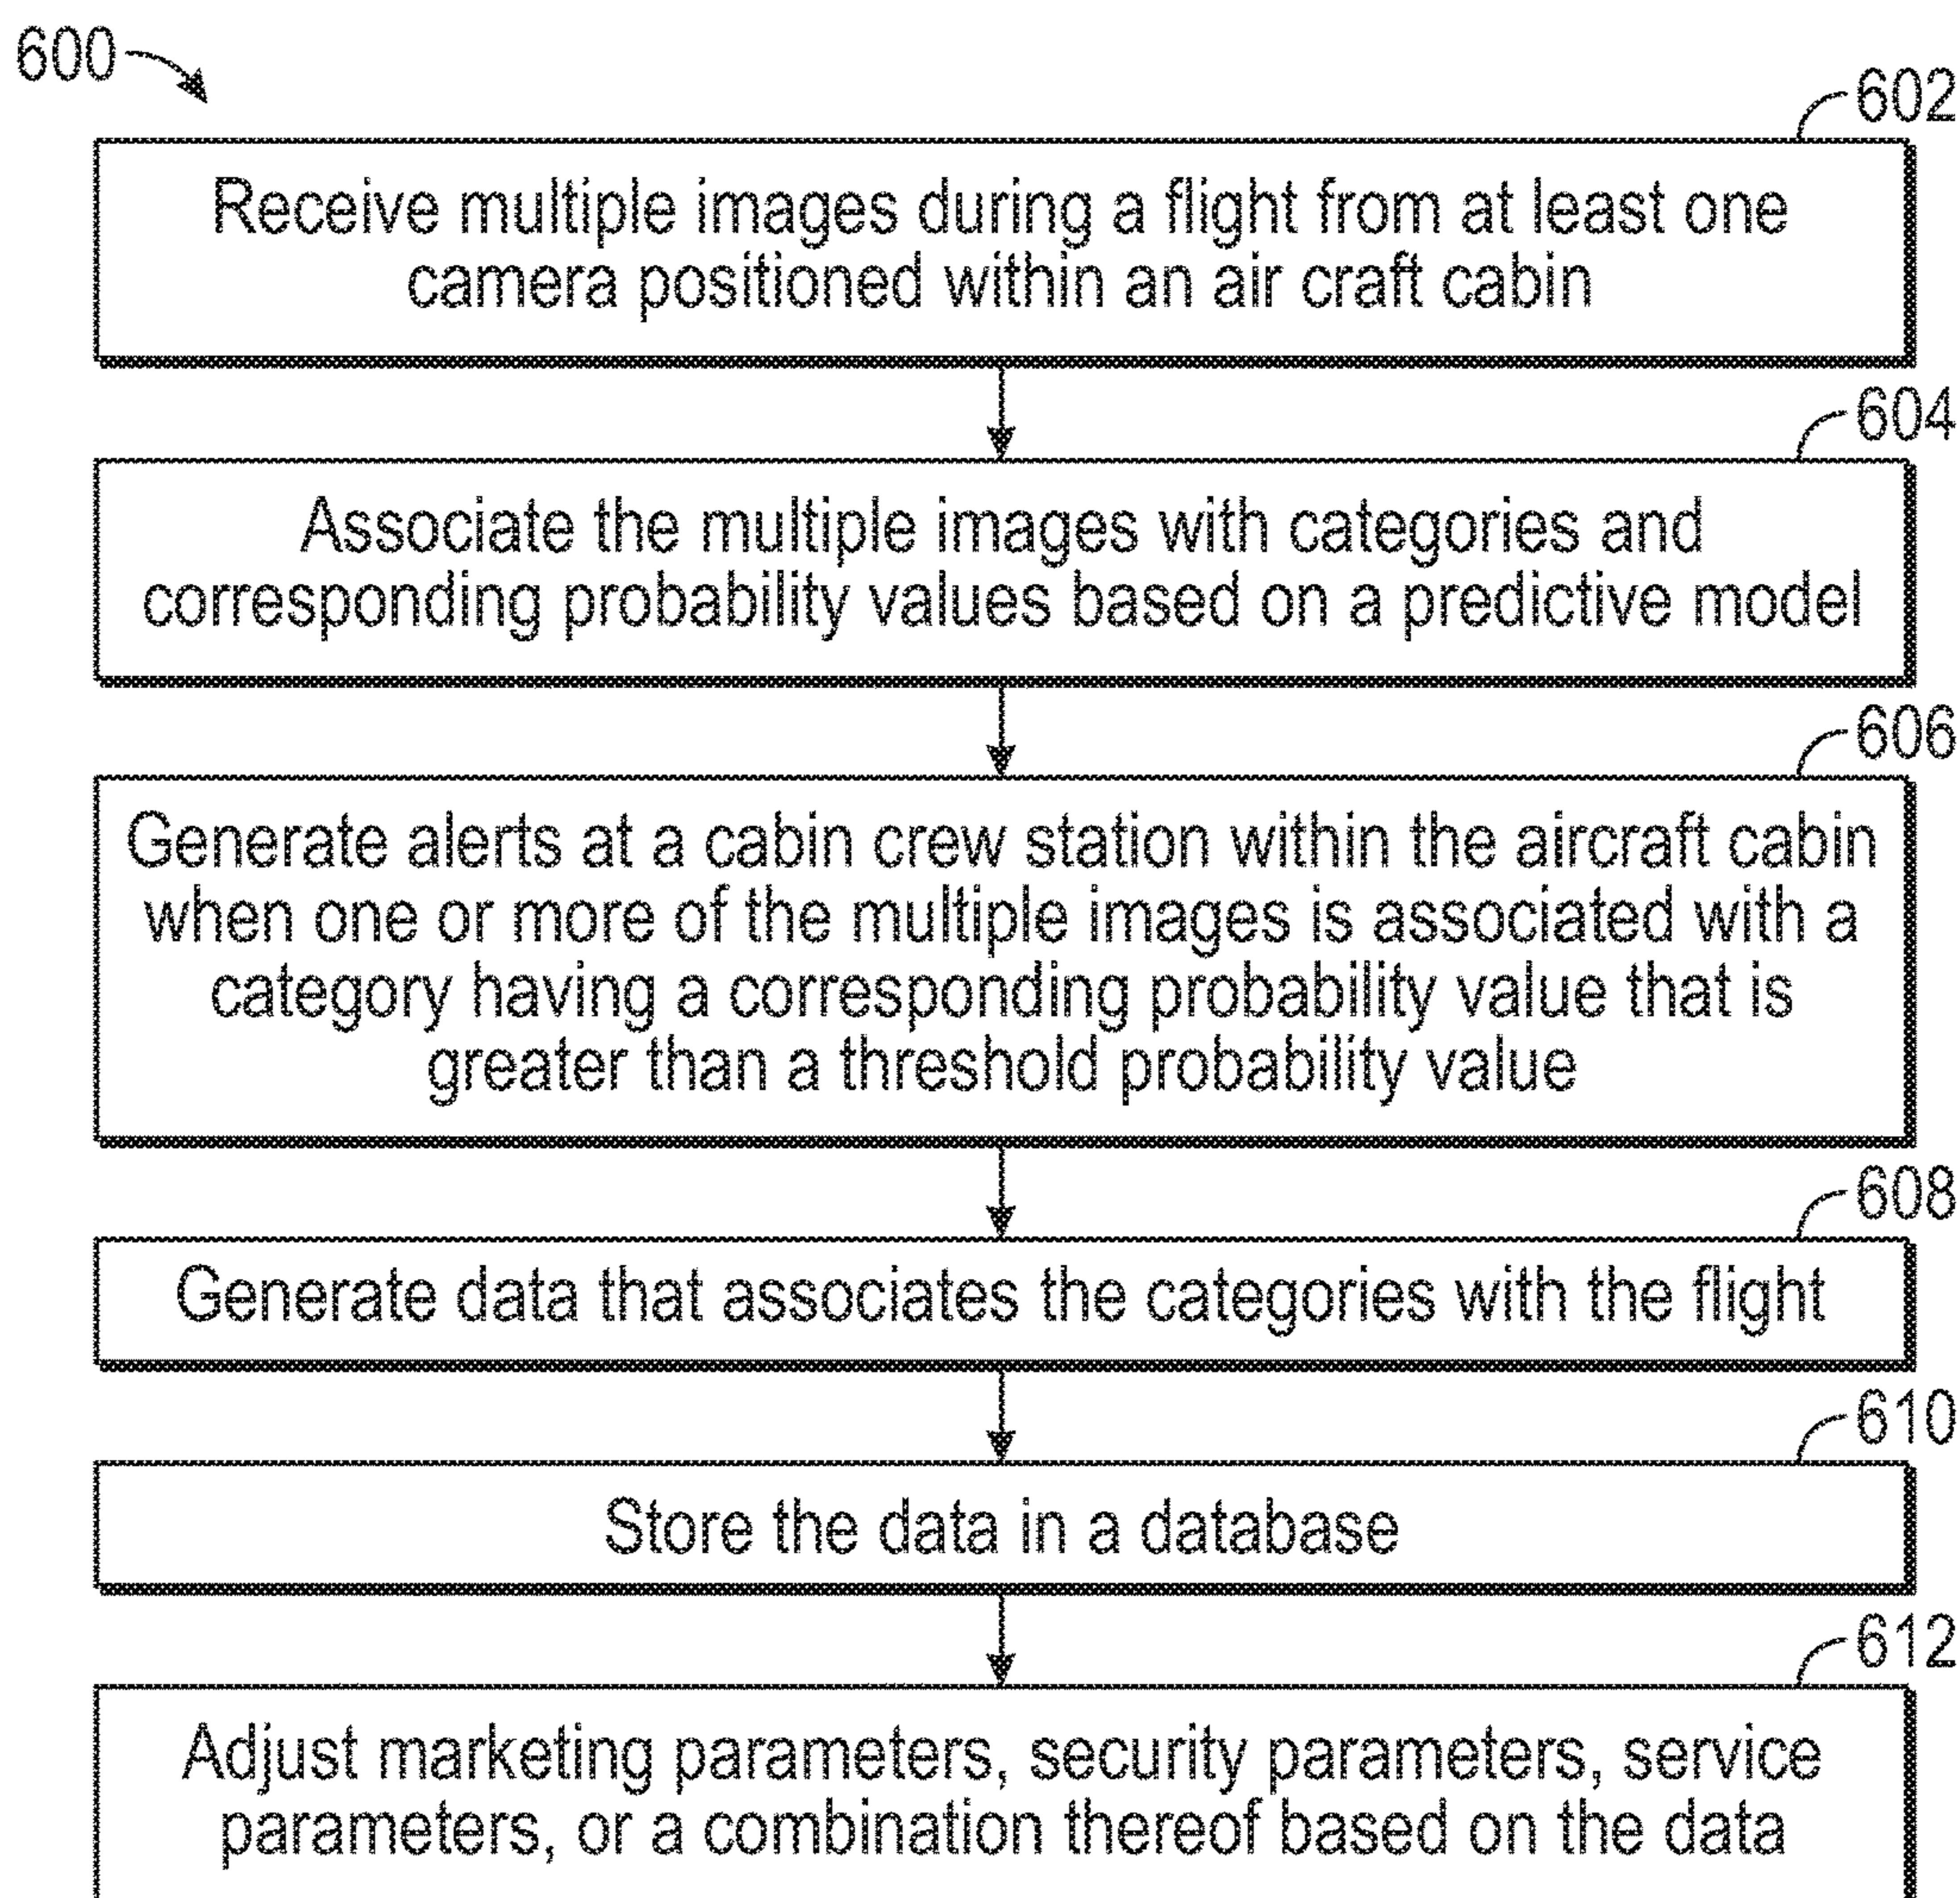 600
602
Receive multiple images during a flight from at least one
camera positioned within an air craft cabin
604
Associate the multiple images with categories and
corresponding probability values based on a predictive model
606
Generate alerts at a cabin crew station within the aircraft cabin
when one or more of the multiple images is associated with a
category having a corresponding probability value that is
greater than a threshold probability value
608
Generate data that associates the categories with the flight
610
Store the data in a database
612
Adjust marketing parameters, security parameters, service
parameters, or a combination thereof based on the data